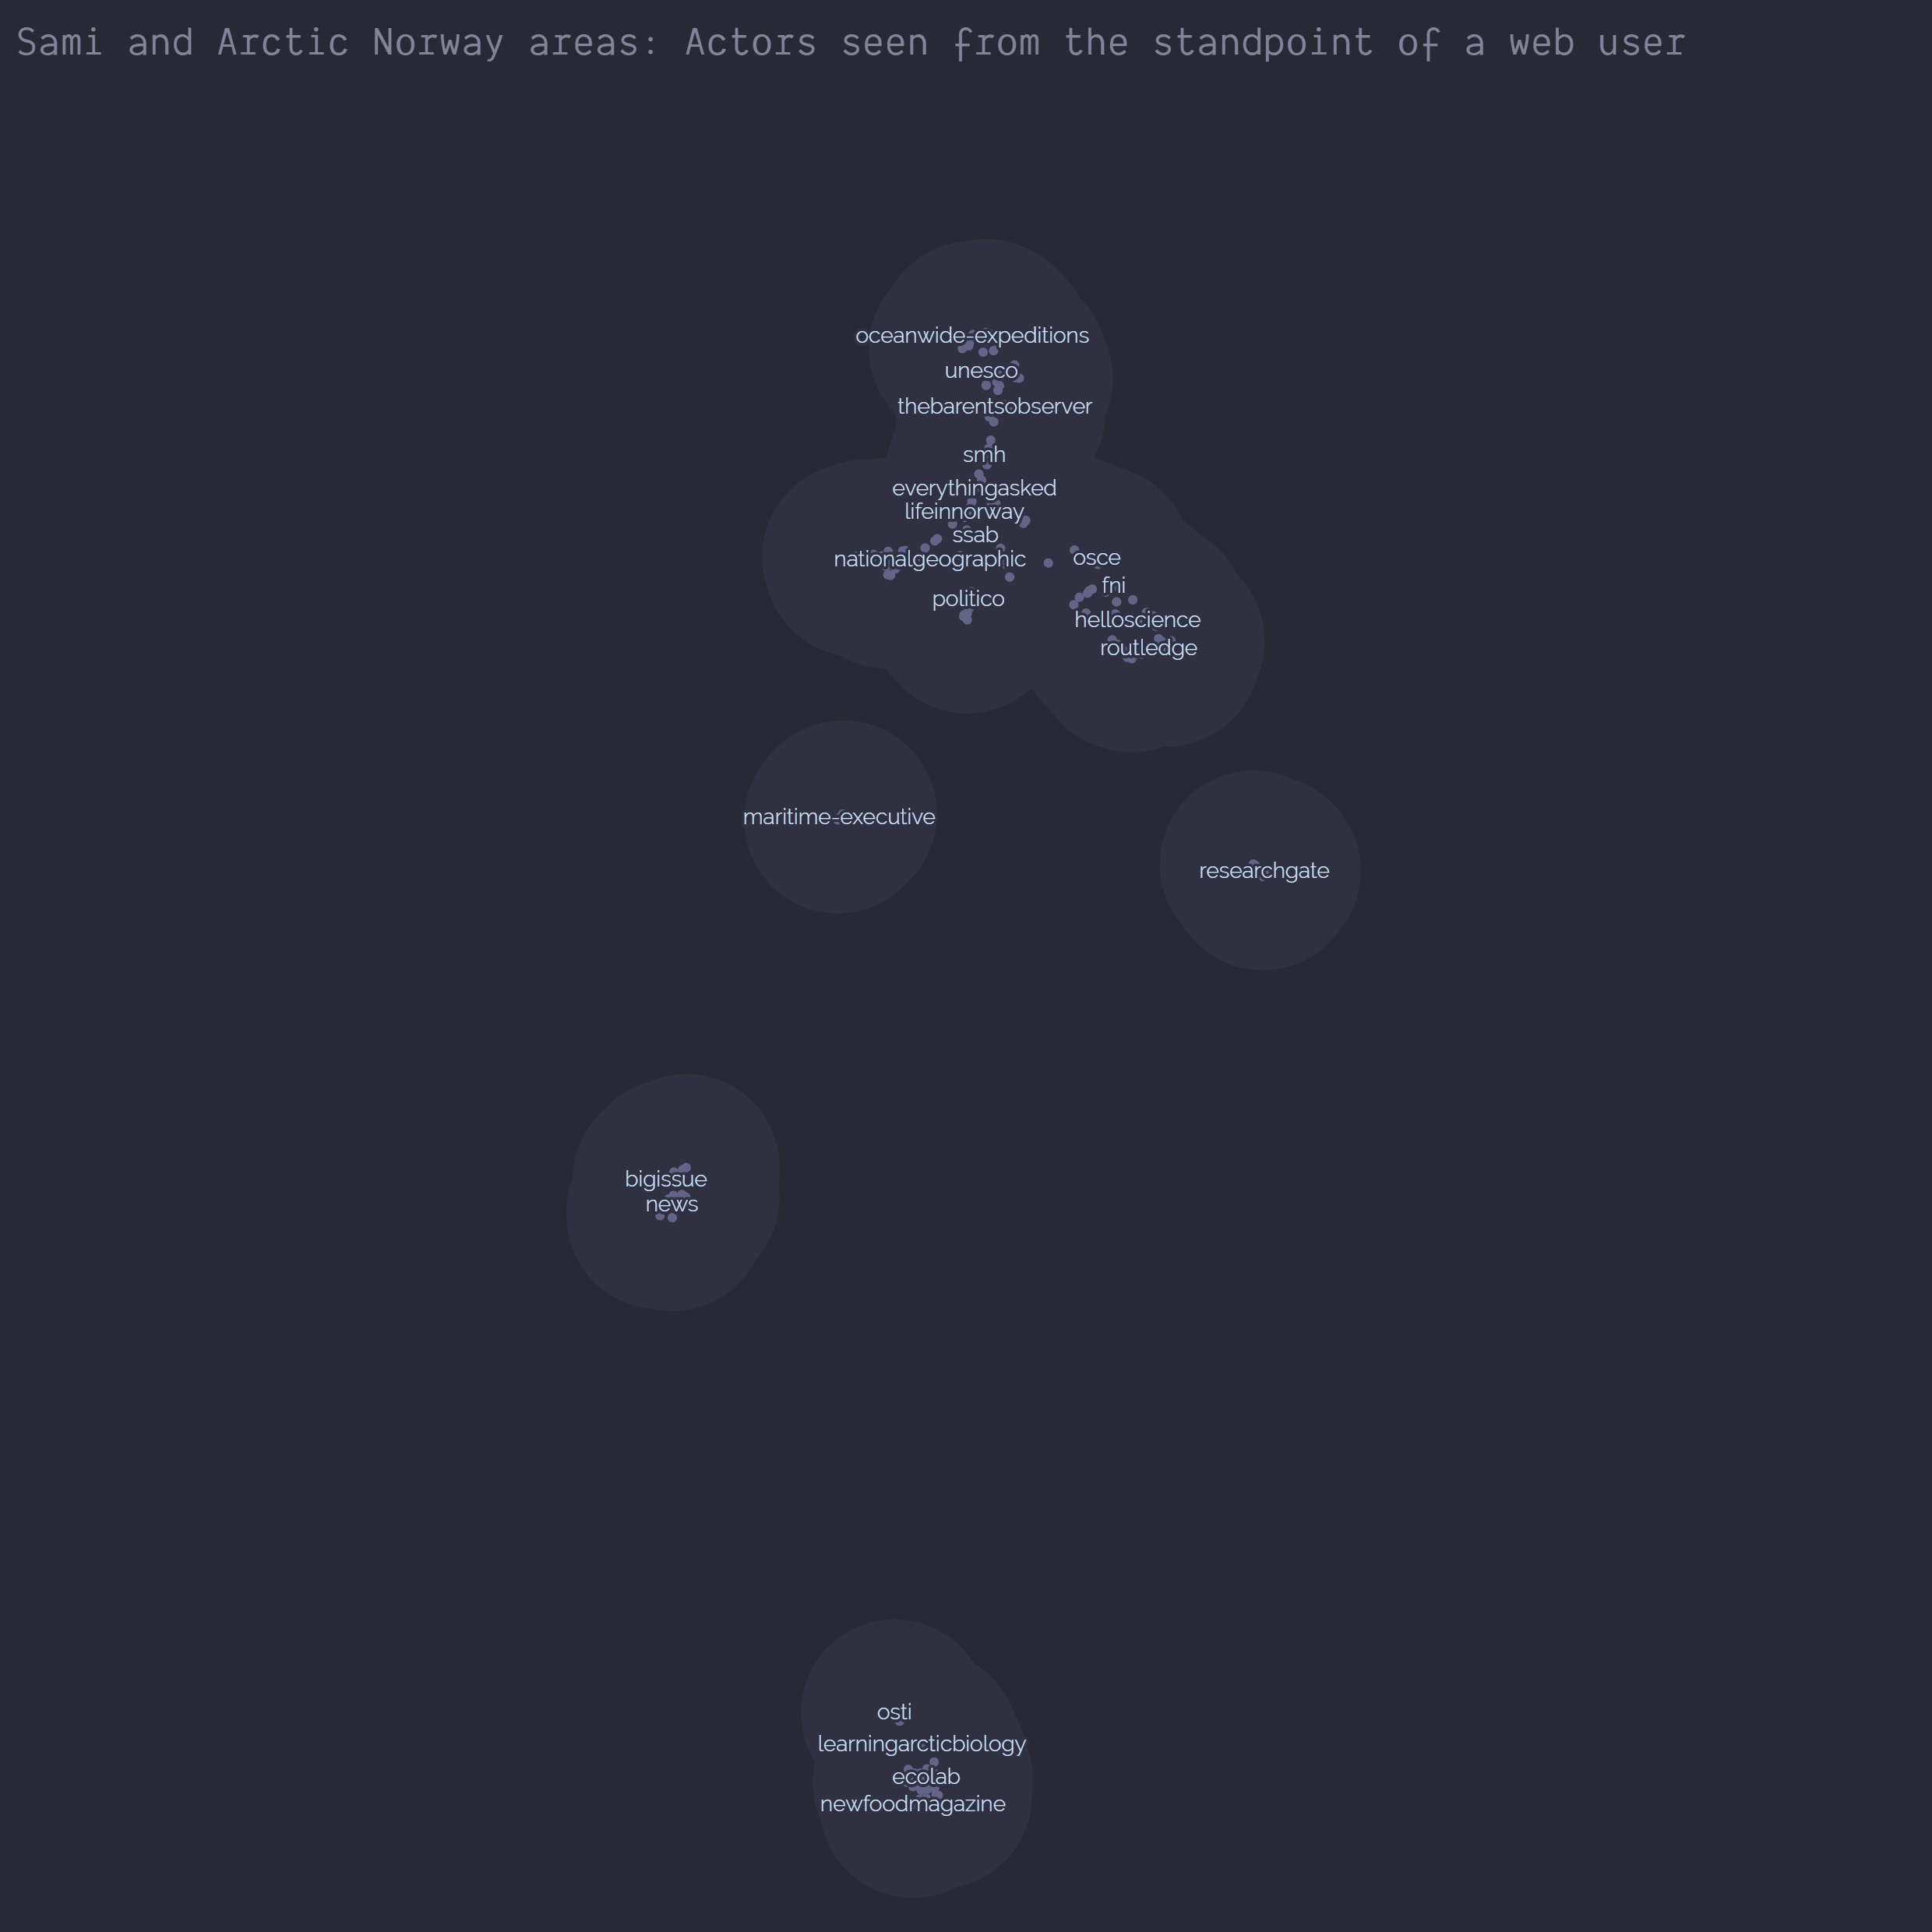 Sami and Arctic Norway areas: Actors seen from the standpoint of a web user
oceanwide-expeditions
unesco
thebarentsobserver
smh
everythingasked
lifeinnorway
ssab
nationalgeographic
osce
fni
politico
helloscience
routledge
maritime-executive
researchgate
bigissue
news
osti
learningarcticbiology
ecolab
newfoodmagazine